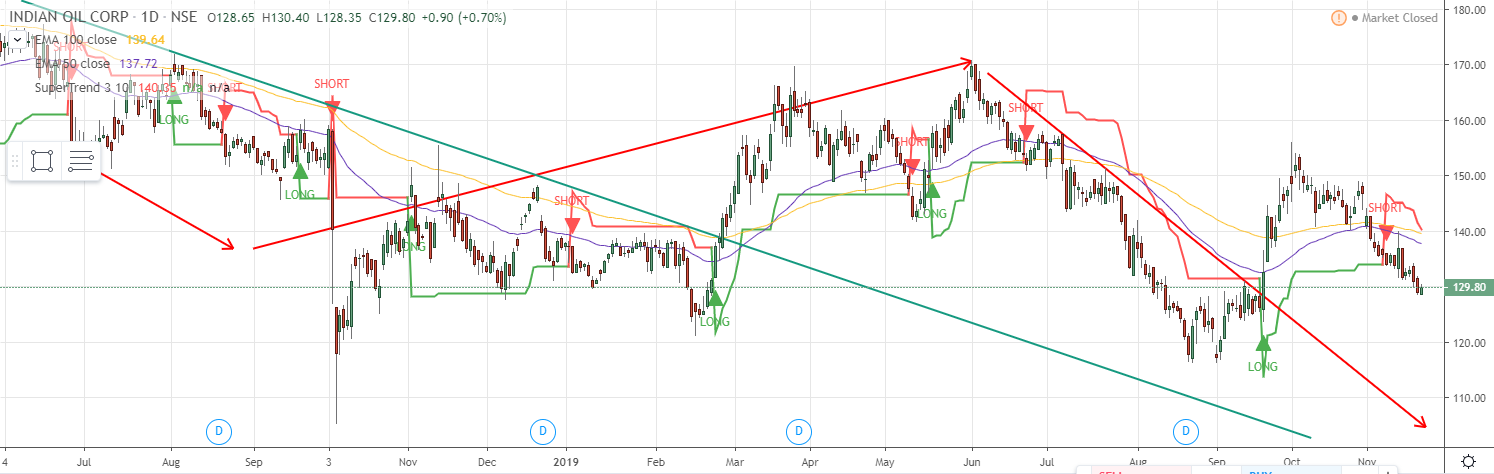 INDIAN OIL CORP · 1D · NSE O128.65 H130.40 L128.35 C129.80 +0.90 (+0.70%)
Market Closed
EMA 100 close 139.64
EMA 50 close 137.72
SuperTrend 3 10 140.35 n/a n/a
180.00
170.00
160.00
150.00
140.00
129.80
120.00
110.00
SHORT
LONG
SHORT
LONG
SHORT
LONG
SHORT
LONG
SHORT
LONG
SHORT
LONG
SHORT
D
D
D
D
4 Jul Aug Sep 3 Nov Dec 2019 Feb Mar Apr May Jun Jul Aug Sep Oct Nov
SELL
BUY